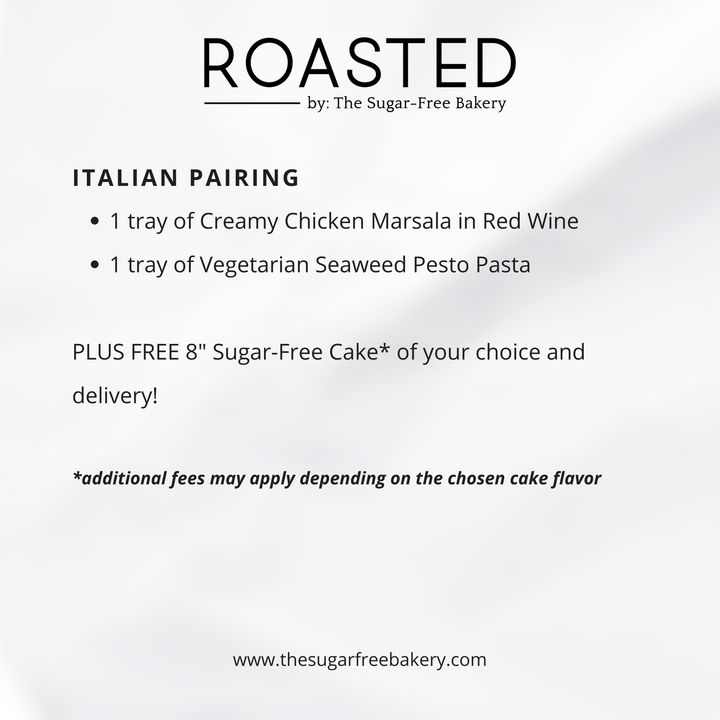 ROASTED
by: The Sugar-Free Bakery
ITALIAN PAIRING
• 1 tray of Creamy Chicken Marsala in Red Wine
• 1 tray of Vegetarian Seaweed Pesto Pasta
PLUS FREE 8" Sugar-Free Cake* of your choice and
delivery!
*additional fees may apply depending on the chosen cake flavor
www.thesugarfreebakery.com